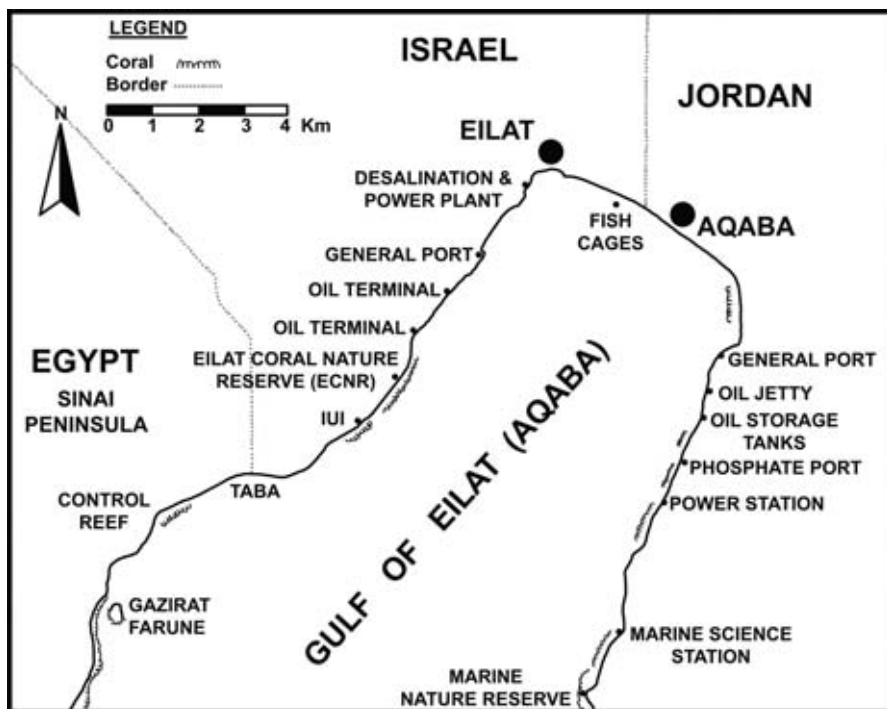 LEGEND
Coral
Border
0 1 2 3 4 Km
N
ISRAEL
JORDAN
EILAT
DESALINATION &
POWER PLANT
FISH
CAGES
AQABA
GENERAL PORT
OIL TERMINAL
OIL TERMINAL
EILAT CORAL NATURE
RESERVE (ECNR)
IUI
EGYPT
SINAI
PENINSULA
TABA
CONTROL
REEF
GAZIRAT
FARUNE
GULF OF EILAT (AQABA)
GENERAL PORT
OIL JETTY
OIL STORAGE
TANKS
PHOSPHATE PORT
POWER STATION
MARINE SCIENCE
STATION
MARINE
NATURE RESERVE